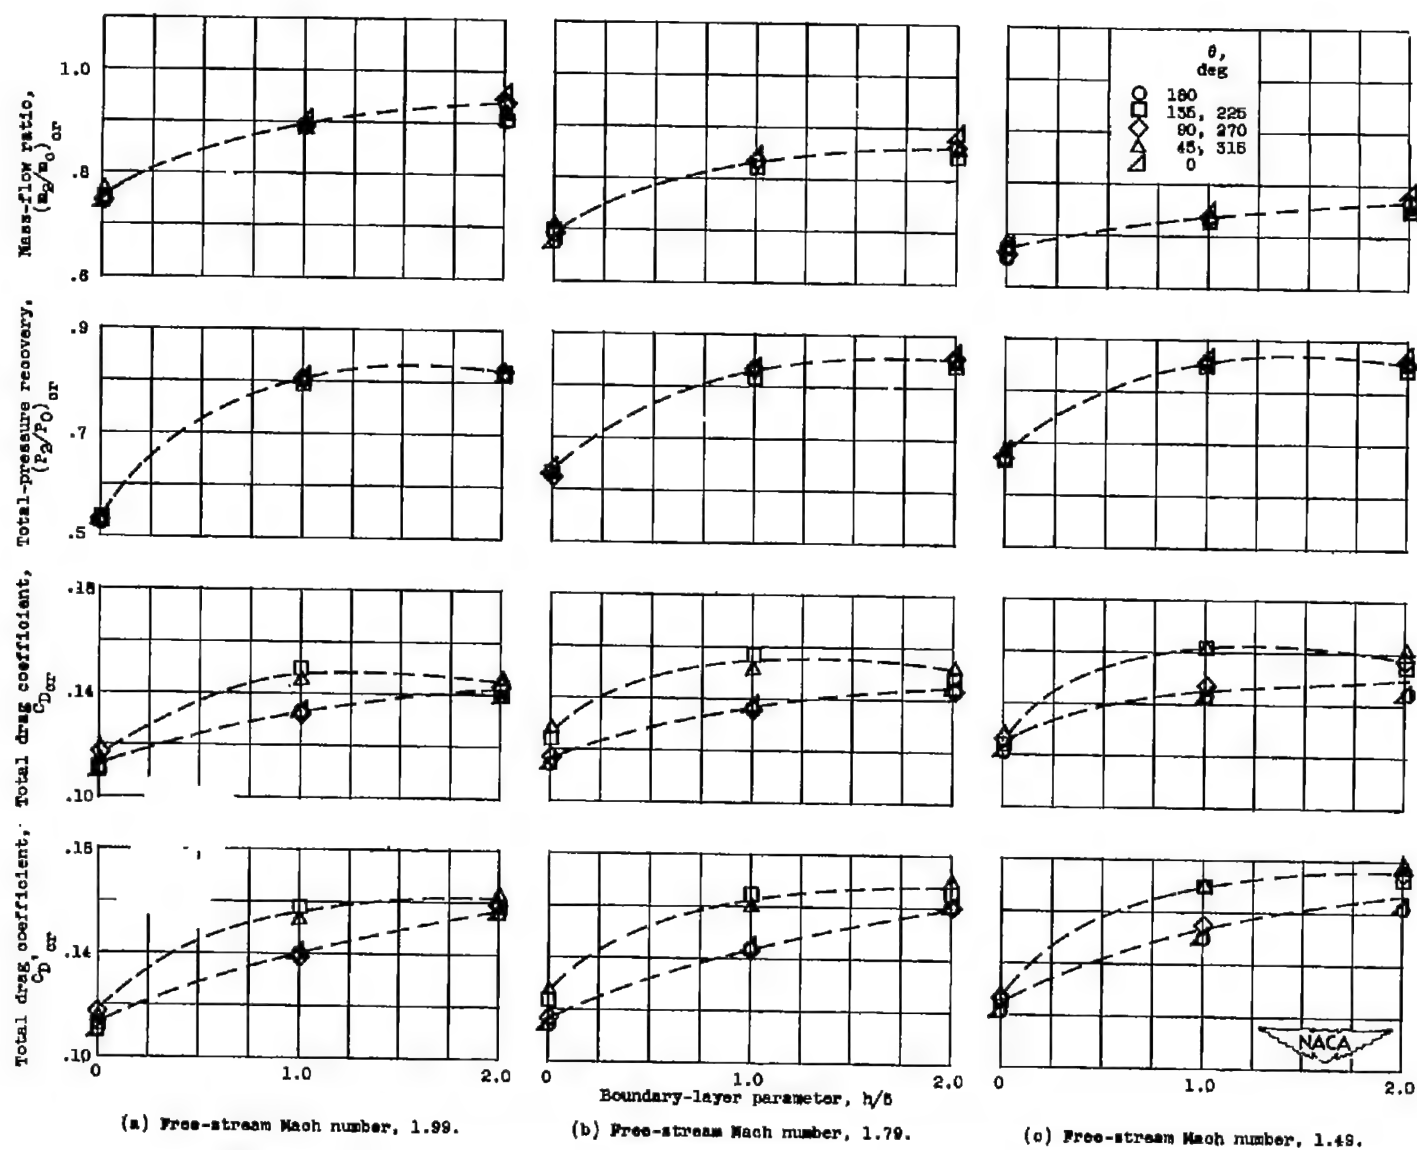 Mass-flow ratio,
(m2/m0)cr
1.0
.8
.6
θ,
deg
180
135, 225
90, 270
45, 315
0
Total-pressure recovery,
(P2/P0)cr
.9
.7
.5
Total drag coefficient,
CDcr
.18
.14
.10
Total drag coefficient,
CD'cr
.18
.14
.10
0 1.0 2.0 0 1.0 2.0 0 1.0 2.0
NACA
Boundary-layer parameter, h/δ
(a) Free-stream Mach number, 1.99.
(b) Free-stream Mach number, 1.79.
(c) Free-stream Mach number, 1.49.